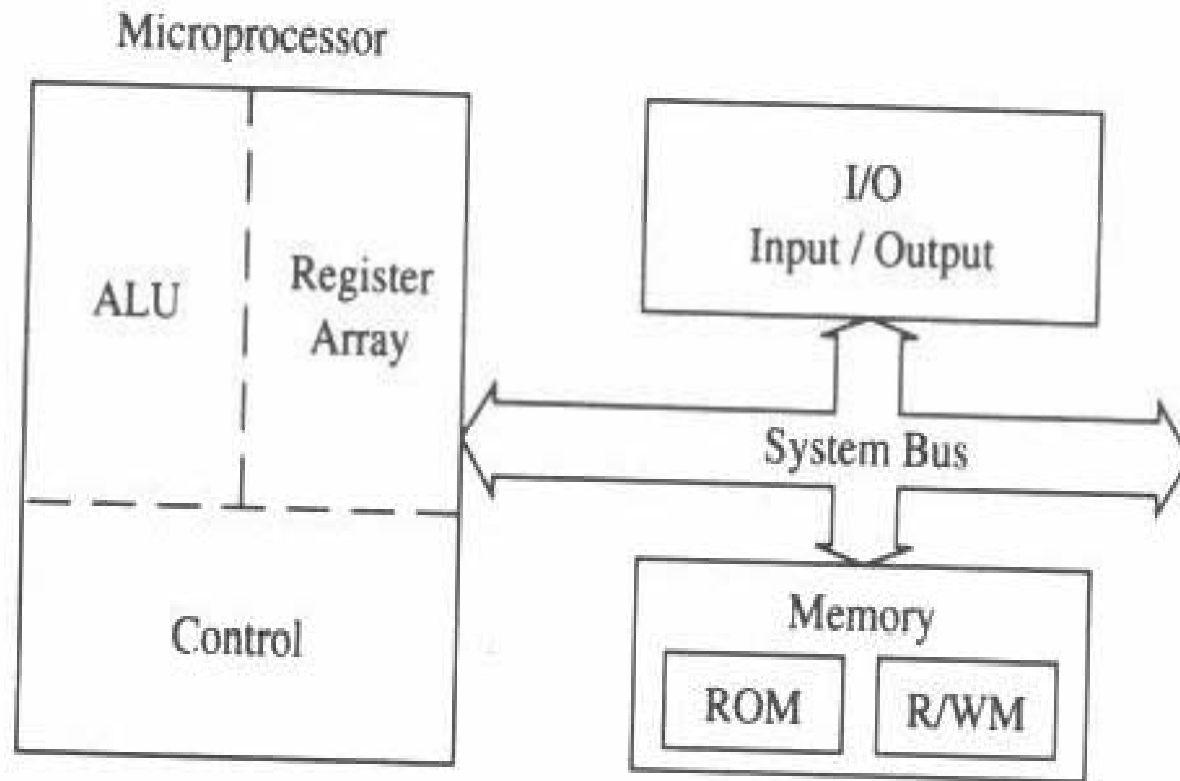 Microprocessor
ALU
Register
Array
Control
I/O
Input / Output
System Bus
Memory
ROM
R/WM